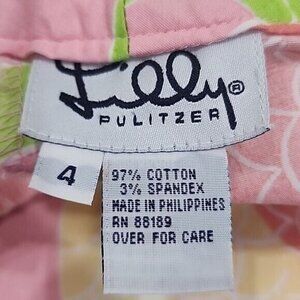 Lilly®
PULITZER
4
97% COTTON
3% SPANDEX
MADE IN PHILIPPINES
RN 88189
OVER FOR CARE